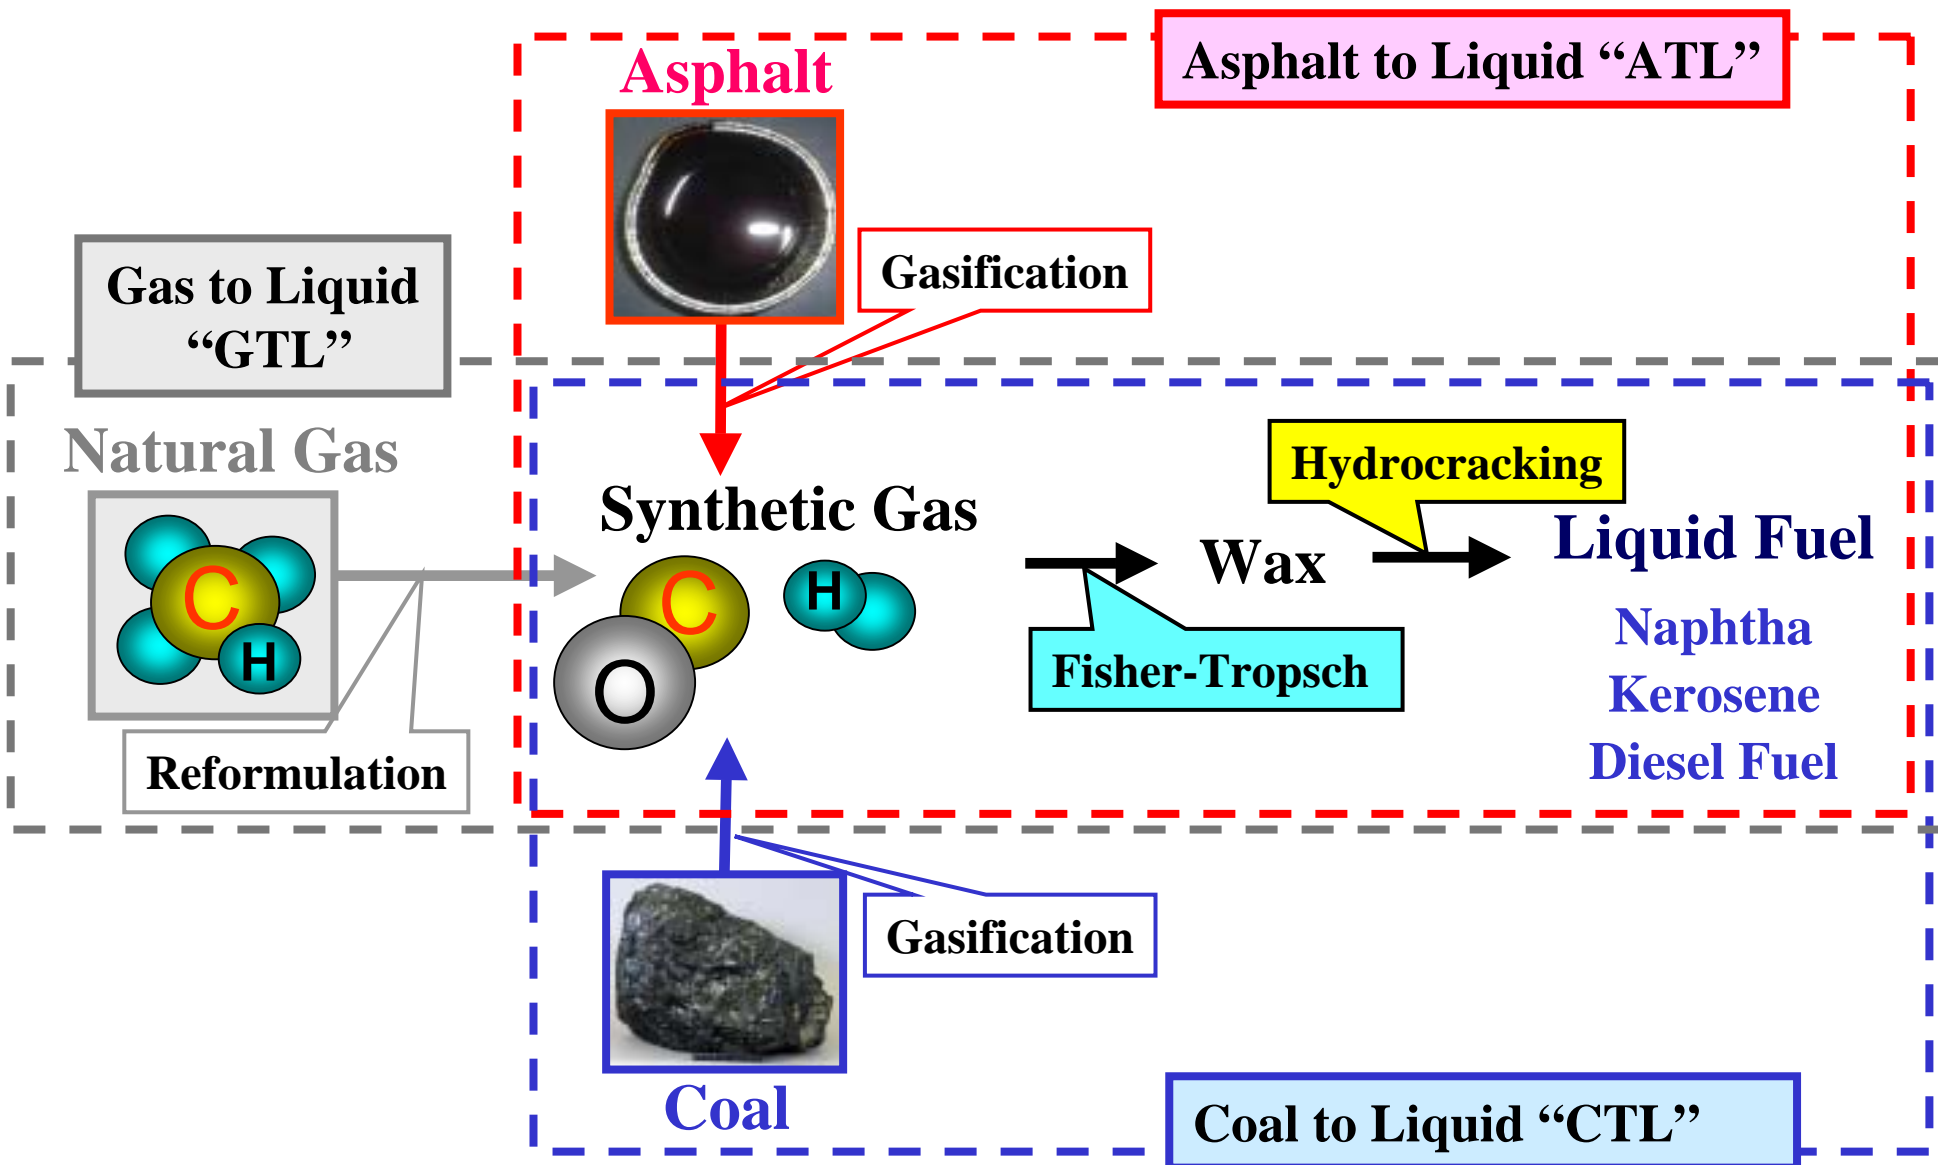 Asphalt to Liquid “ATL”
Asphalt
Gasification
Gas to Liquid
“GTL”
Natural Gas
C
H
Reformulation
Synthetic Gas
C
H
O
Fisher-Tropsch
Wax
Hydrocracking
Liquid Fuel
Naphtha
Kerosene
Diesel Fuel
Gasification
Coal
Coal to Liquid “CTL”